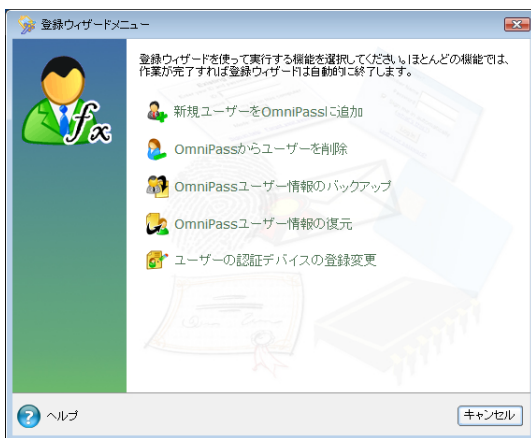 登録ウィザードメニュー
登録ウィザードを使って実行する機能を選択してください。ほとんどの機能では、
作業が完了すれば登録ウィザードは自動的に終了します。
fx
新規ユーザーをOmniPassに追加
OmniPassからユーザーを削除
OmniPassユーザー情報のバックアップ
OmniPassユーザー情報の復元
ユーザーの認証デバイスの登録変更
ヘルプ
キャンセル